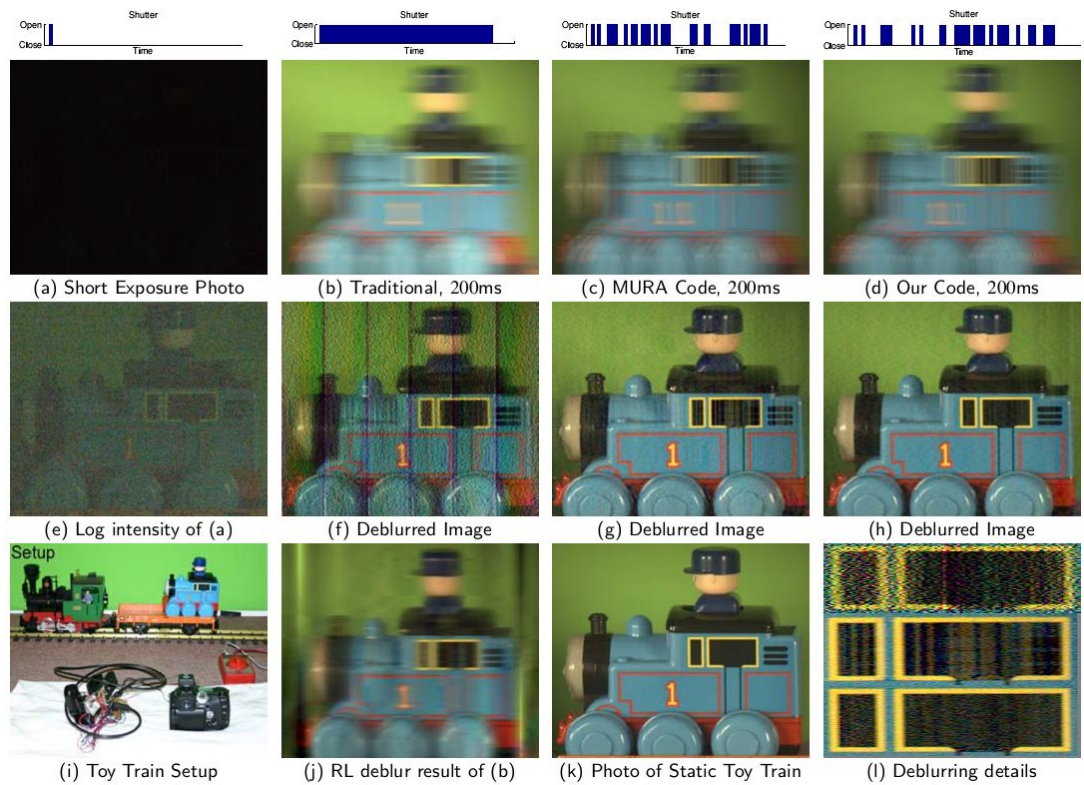 Shutter
Open
Close
Time
Shutter
Open
Close
Time
Shutter
Open
Close
Time
Shutter
Open
Close
Time
(a) Short Exposure Photo
(b) Traditional, 200ms
(c) MURA Code, 200ms
(d) Our Code, 200ms
1
1
1
(e) Log intensity of (a)
(f) Deblurred Image
(g) Deblurred Image
(h) Deblurred Image
Setup
1
1
(i) Toy Train Setup
(j) RL deblur result of (b)
(k) Photo of Static Toy Train
(l) Deblurring details